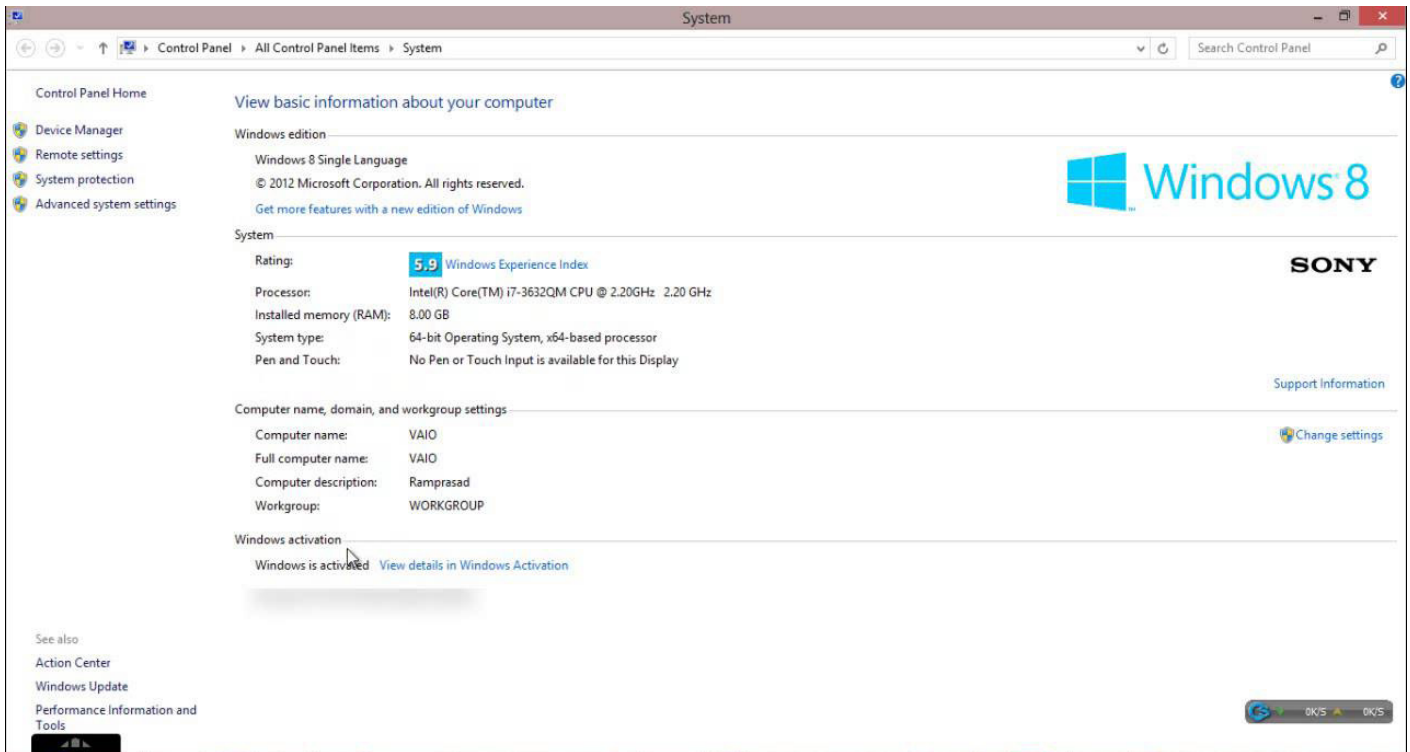 System
Control Panel All Control Panel Items System
Search Control Panel
Control Panel Home
Device Manager
Remote settings
System protection
Advanced system settings
View basic information about your computer
Windows edition
Windows 8 Single Language
© 2012 Microsoft Corporation. All rights reserved.
Get more features with a new edition of Windows
Windows 8
System
Rating: 5.9 Windows Experience Index
SONY
Processor: Intel(R) Core(TM) i7-3632QM CPU @ 2.20GHz 2.20 GHz
Installed memory (RAM): 8.00 GB
System type: 64-bit Operating System, x64-based processor
Pen and Touch: No Pen or Touch Input is available for this Display
Support Information
Computer name, domain, and workgroup settings
Computer name: VAIO
Change settings
Full computer name: VAIO
Computer description: Ramprasad
Workgroup: WORKGROUP
Windows activation
Windows is activated View details in Windows Activation
See also
Action Center
Windows Update
Performance Information and
Tools
0K/S 0K/S